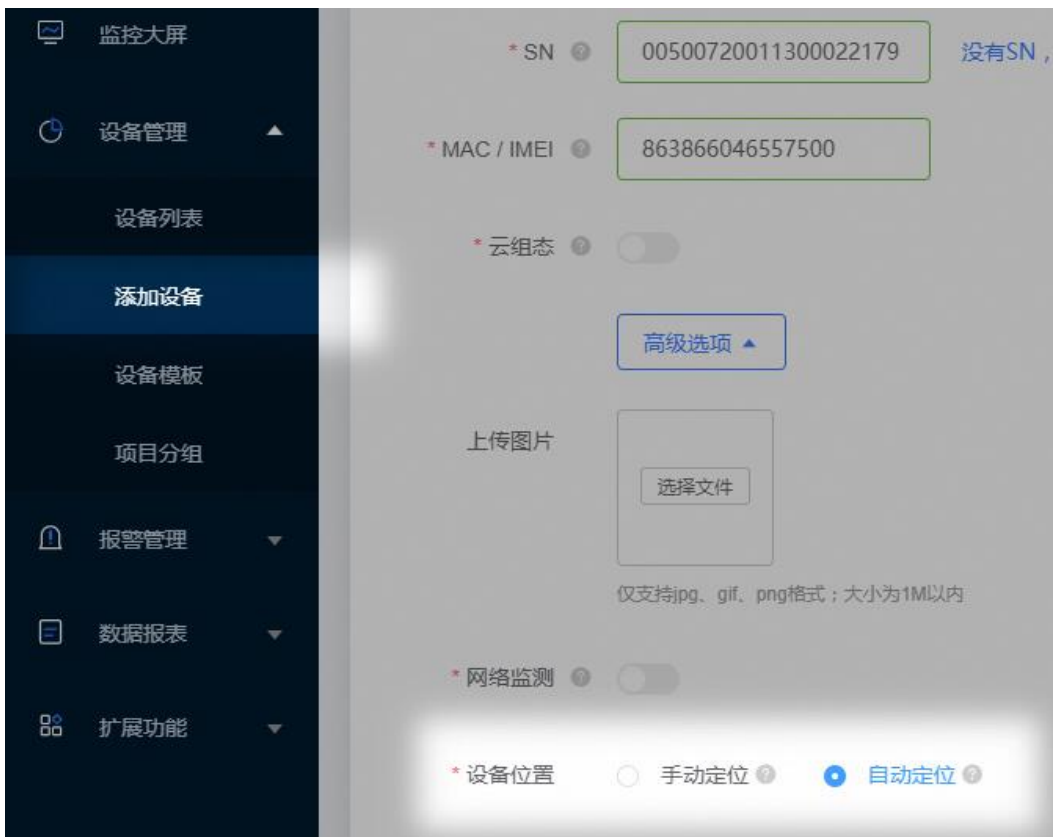 监控大屏
设备管理
设备列表
添加设备
设备模板
项目分组
报警管理
数据报表
扩展功能
* SN
00500720011300022179
没有SN，
* MAC / IMEI
863866046557500
* 云组态
高级选项
上传图片
选择文件
仅支持jpg、gif、png格式；大小为1M以内
* 网络监测
* 设备位置
手动定位
自动定位